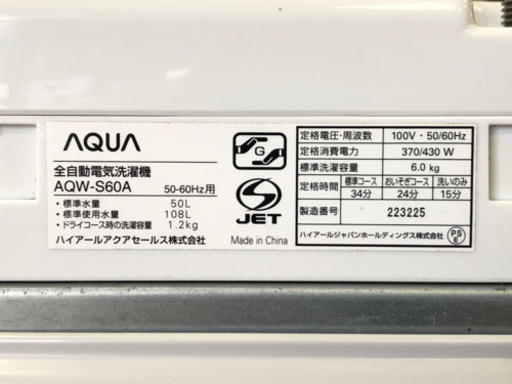 AQUA
全自動電気洗濯機
AQW-S60A 50-60Hz用
・標準水量 50L
・標準使用水量 108L
・ドライコース時の洗濯容量 1.2kg
ハイアールアクアセールス株式会社
G
S
JET
Made in China
定格電圧・周波数 100V・50/60Hz
定格消費電力 370/430 W
標準洗濯容量 6.0 kg
定格時間 標準コース おいそぎコース 洗いのみ
34分 24分 15分
製造番号 223225
ハイアールジャパンホールディングス株式会社
PS
E